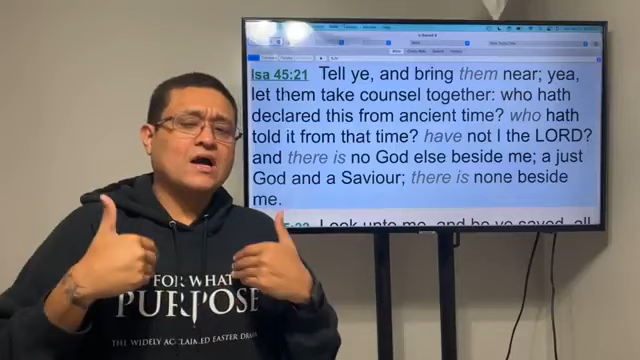 Isa 45:21 Tell ye, and bring them near; yea,
let them take counsel together: who hath
declared this from ancient time? who hath
told it from that time? have not I the LORD?
and there is no God else beside me; a just
God and a Saviour; there is none beside
me.
Look unto me, and be ye saved, all
FOR WHAT
PURPOSE
THE WIDELY ACCLAIMED EASTER